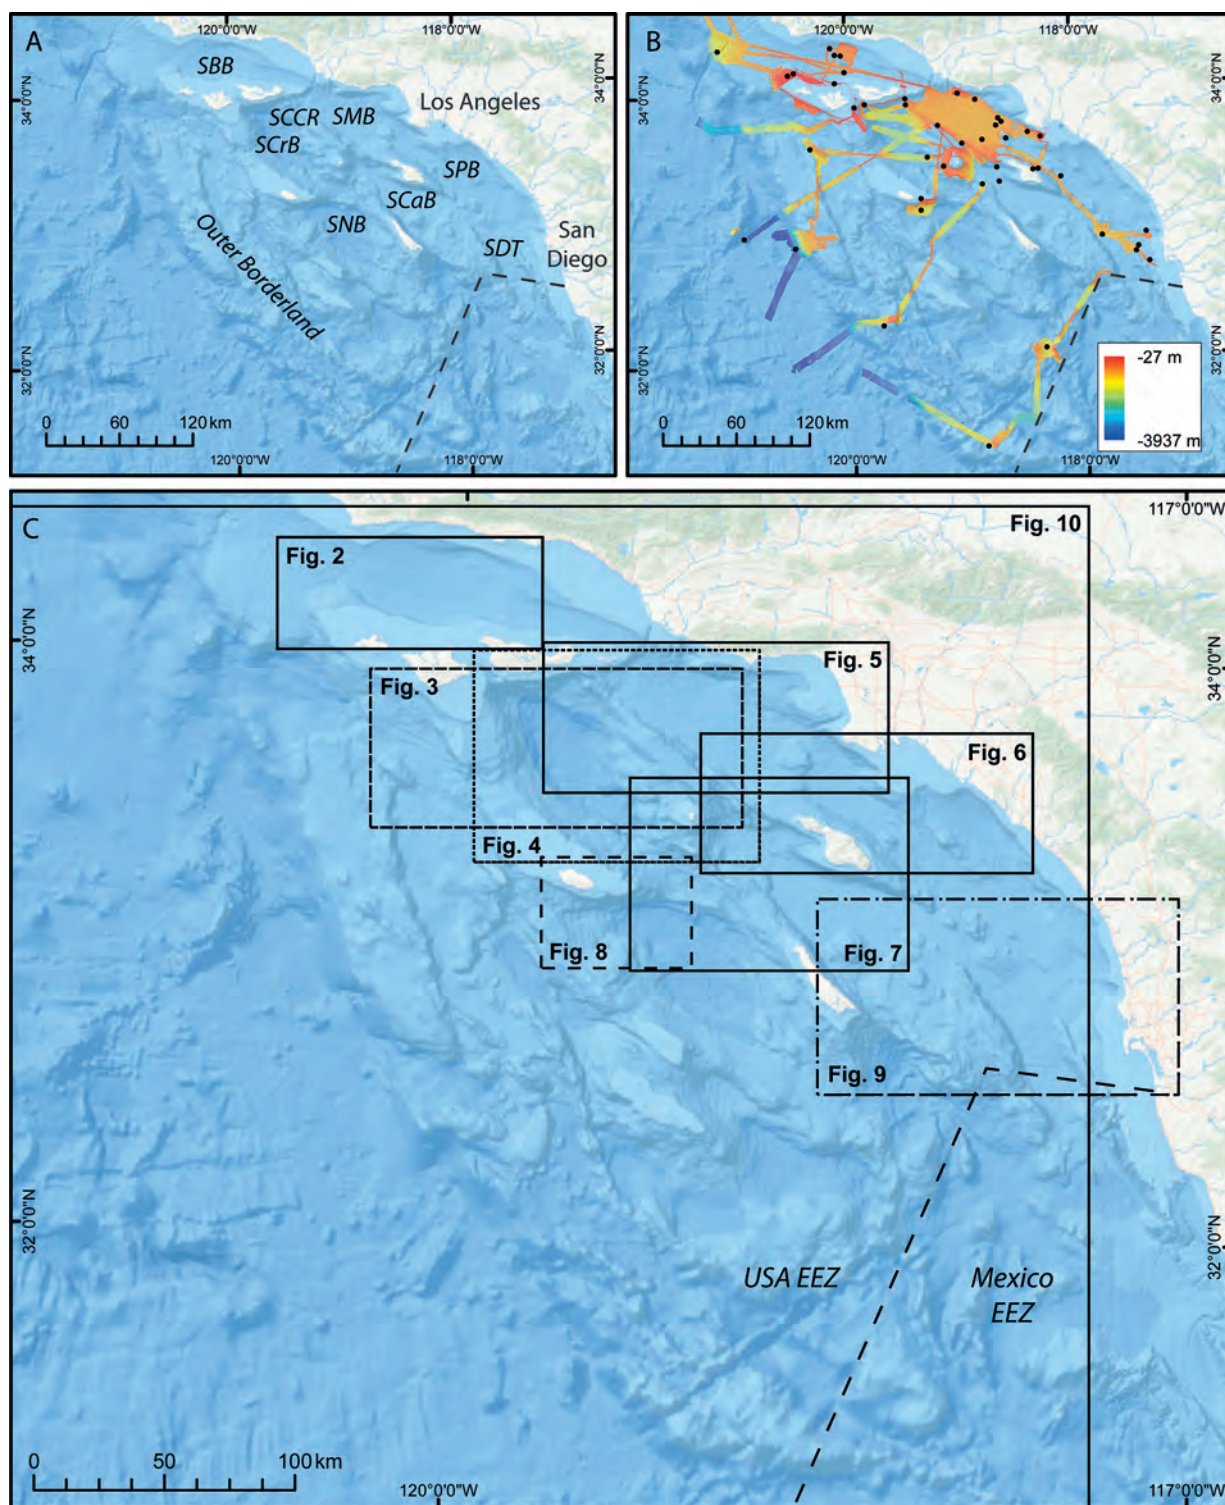 A
120°0'0"W
118°0'0"W
SBB
Los Angeles
34°0'0"N
34°0'0"N
SCCR
SMB
SCrB
SPB
SCaB
SNB
San
Diego
SDT
Outer Borderland
32°0'0"N
32°0'0"N
0 60 120 km
120°0'0"W
118°0'0"W
B
120°0'0"W
118°0'0"W
34°0'0"N
34°0'0"N
32°0'0"N
32°0'0"N
-27 m
-3937 m
0 60 120 km
120°0'0"W
118°0'0"W
C
117°0'0"W
Fig. 10
Fig. 2
34°0'0"N
34°0'0"N
Fig. 5
Fig. 3
Fig. 6
Fig. 4
Fig. 8
Fig. 7
Fig. 9
32°0'0"N
32°0'0"N
USA EEZ
Mexico
EEZ
0 50 100 km
120°0'0"W
117°0'0"W